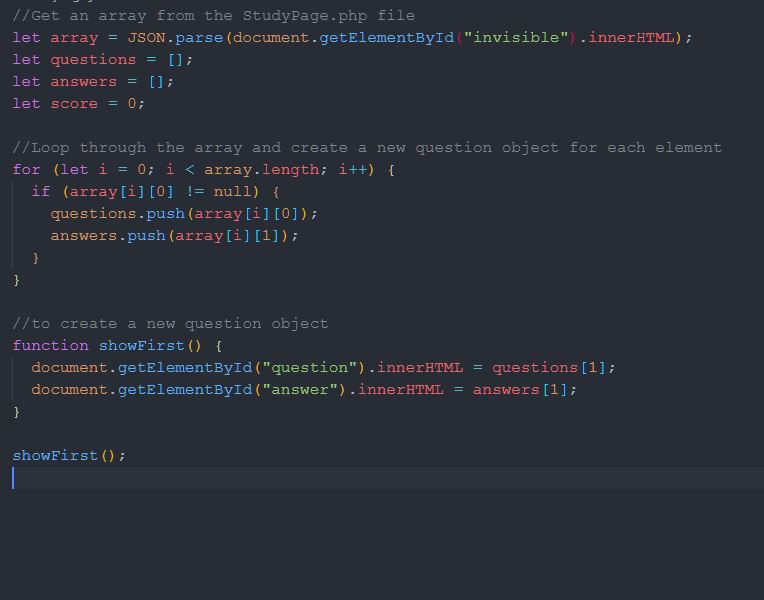 //Get an array from the StudyPage.php file
let array = JSON.parse(document.getElementById("invisible").innerHTML);
let questions = [];
let answers = [];
let score = 0;
//Loop through the array and create a new question object for each element
for (let i = 0; i < array.length; i++) {
if (array[i][0] != null) {
questions.push(array[i][0]);
answers.push(array[i][1]);
}
}
//to create a new question object
function showFirst() {
document.getElementById("question").innerHTML = questions[1];
document.getElementById("answer").innerHTML = answers[1];
}
showFirst();